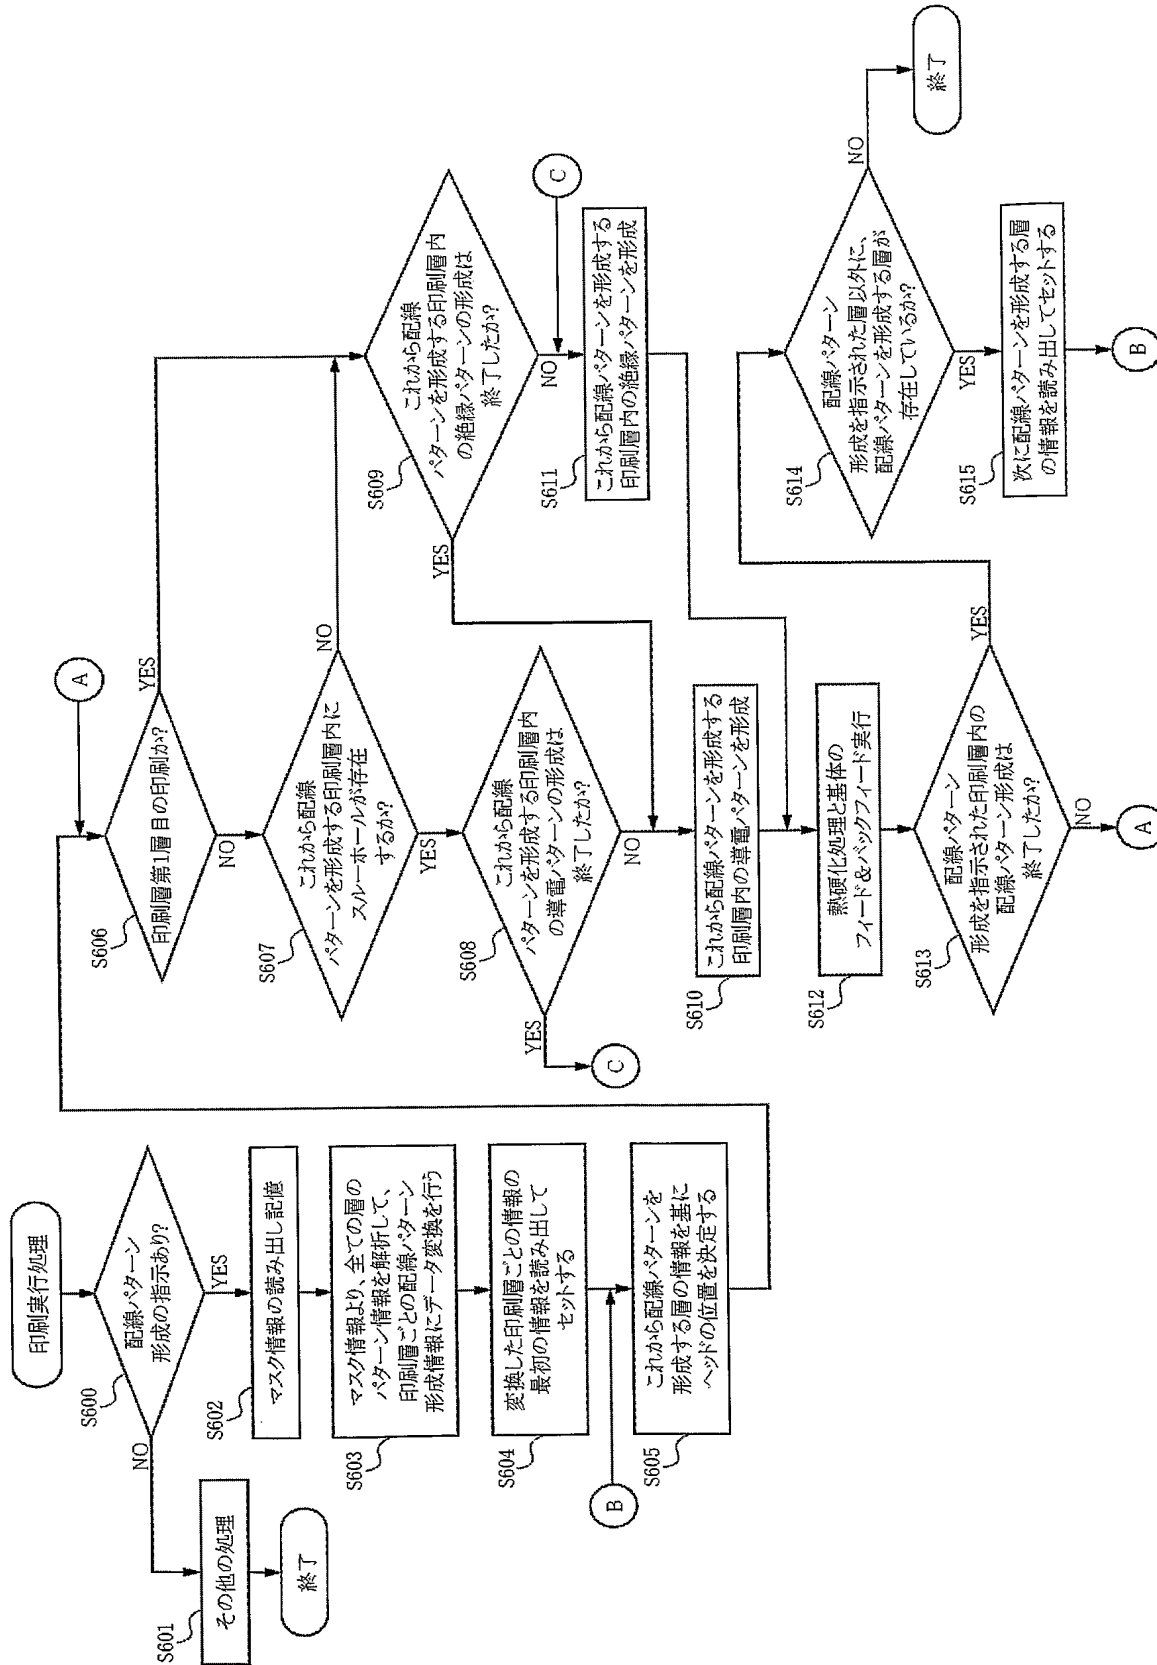 印刷実行処理
配線パターン
形成の指示あり?
S600
NO
YES
その他の処理
S601
終了
マスク情報の読み出し記憶
S602
マスク情報より、全ての層の
パターン情報を解析して、
印刷層ごとの配線パターン
形成情報にデータ変換を行う
S603
変換した印刷層ごとの情報の
最初の情報を読み出して
セットする
S604
B
これから配線パターンを
形成する層の情報を基に
ヘッドの位置を決定する
S605
A
印刷層第1層目の印刷か?
S606
YES
NO
これから配線
パターンを形成する印刷層内に
スルーホールが存在
するか?
S607
NO
YES
これから配線
パターンを形成する印刷層内
の導電パターンの形成は
終了したか?
S608
YES
C
NO
これから配線
パターンを形成する印刷層内
の絶縁パターンの形成は
終了したか?
S609
YES
NO
C
これから配線パターンを形成する
印刷層内の導電パターンを形成
S610
これから配線パターンを形成する
印刷層内の絶縁パターンを形成
S611
熱硬化処理と基体の
フィード&バックフィード実行
S612
配線パターン
形成を指示された印刷層内の
配線パターン形成は
終了したか?
S613
YES
NO
A
配線パターン
形成を指示された層以外に、
配線パターンを形成する層が
存在しているか?
S614
NO
終了
YES
次に配線パターンを形成する層
の情報を読み出してセットする
S615
B